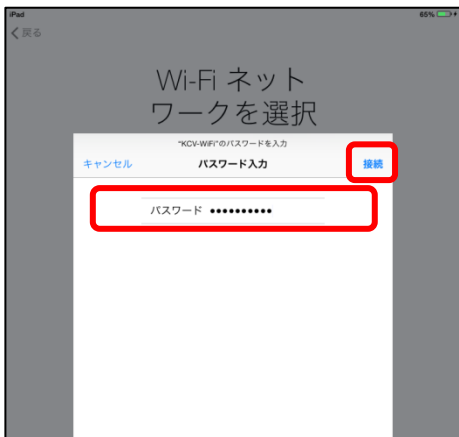 iPad 65%
戻る
Wi-Fi ネット
ワークを選択
"KCV-WiFi"のパスワードを入力
キャンセル パスワード入力 接続
パスワード ●●●●●●●●●●